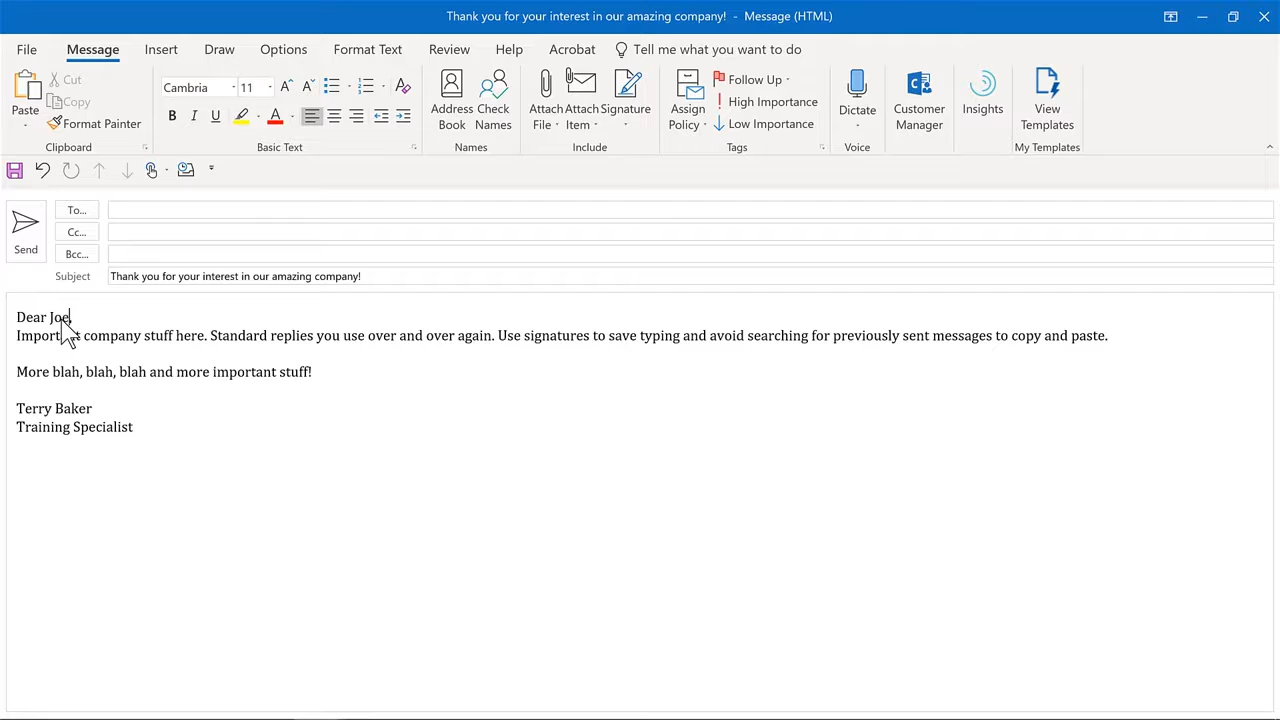 Thank you for your interest in our amazing company! - Message (HTML)
File Message Insert Draw Options Format Text Review Help Acrobat Tell me what you want to do
Paste
Cut
Copy
Format Painter
Clipboard
Cambria 11
B I U A
Basic Text
Address Book
Check Names
Names
Attach File
Attach Item
Signature
Include
Assign Policy
Follow Up
High Importance
Low Importance
Tags
Dictate
Voice
Customer Manager
Insights
View Templates
My Templates
Send
To...
Cc...
Bcc...
Subject Thank you for your interest in our amazing company!
Dear Joe,
Important company stuff here. Standard replies you use over and over again. Use signatures to save typing and avoid searching for previously sent messages to copy and paste.
More blah, blah, blah and more important stuff!
Terry Baker
Training Specialist